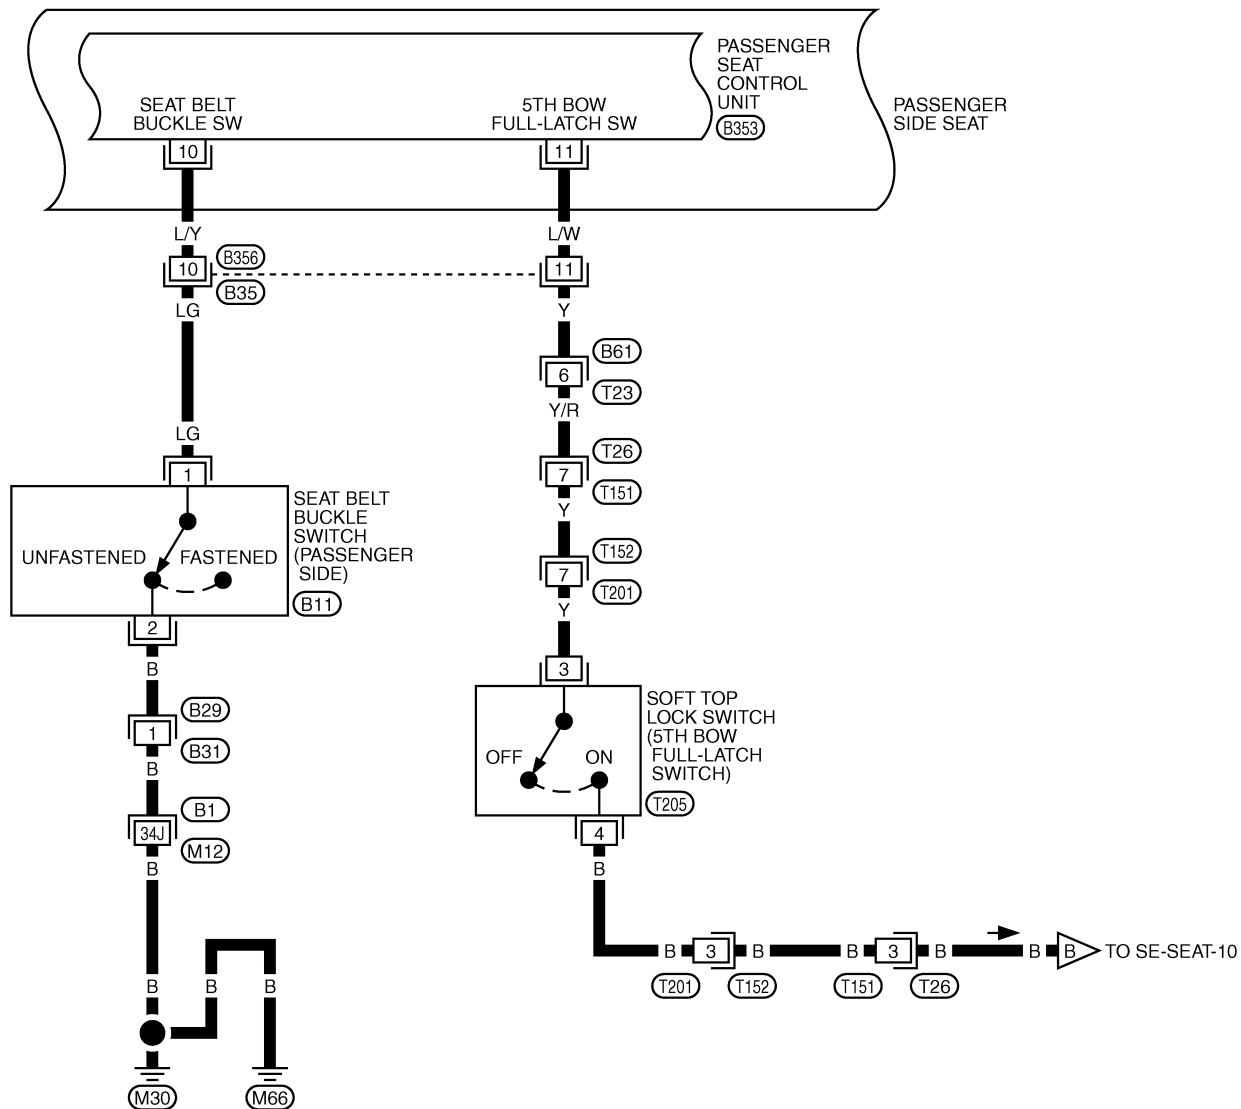 PASSENGER
SEAT
CONTROL
UNIT
B353
PASSENGER
SIDE SEAT
SEAT BELT
BUCKLE SW
5TH BOW
FULL-LATCH SW
10
11
L/Y
L/W
10
B356
B35
11
LG
Y
B61
6
T23
Y/R
LG
T26
7
T151
Y
1
SEAT BELT
BUCKLE
SWITCH
(PASSENGER
SIDE)
B11
UNFASTENED
FASTENED
T152
7
T201
Y
2
B
3
B29
1
B31
B
SOFT TOP
LOCK SWITCH
(5TH BOW
FULL-LATCH
SWITCH)
T205
OFF
ON
B1
34J
M12
B
4
B
B
3
B
B
3
B
B
B
TO SE-SEAT-10
T201
T152
T151
T26
B
B
B
M30
M66